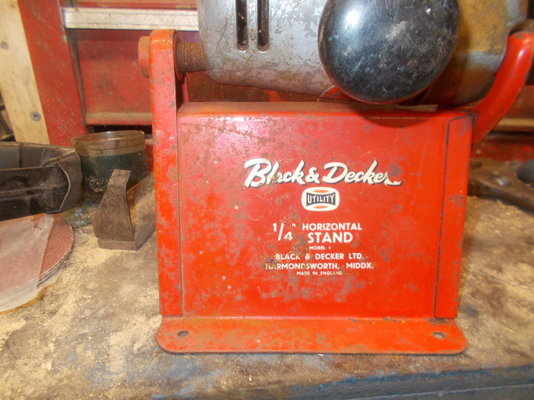 Black & Decker
UTILITY
1/4" HORIZONTAL
STAND
MODEL 1
BLACK & DECKER LTD.
HARMONDSWORTH, MIDDX.
MADE IN ENGLAND